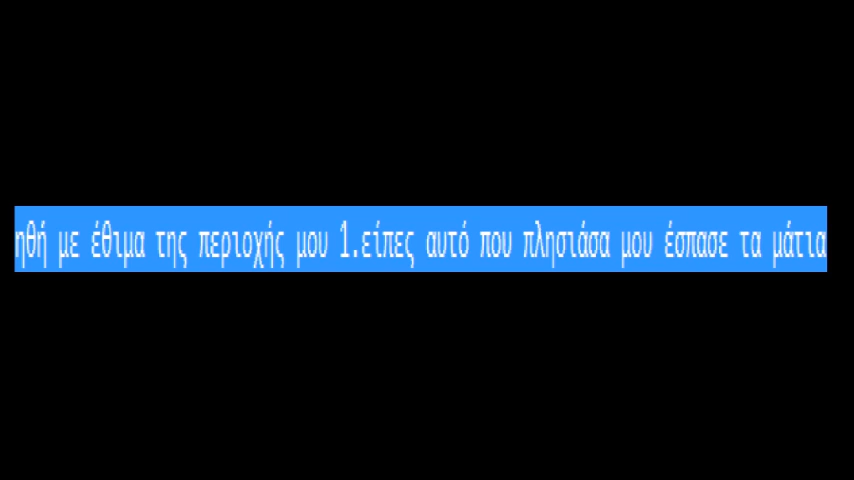 ηθή με έθιμα της περιοχής μου 1.είπες αυτό που πλησιάσα μου έσπασε τα μάτια